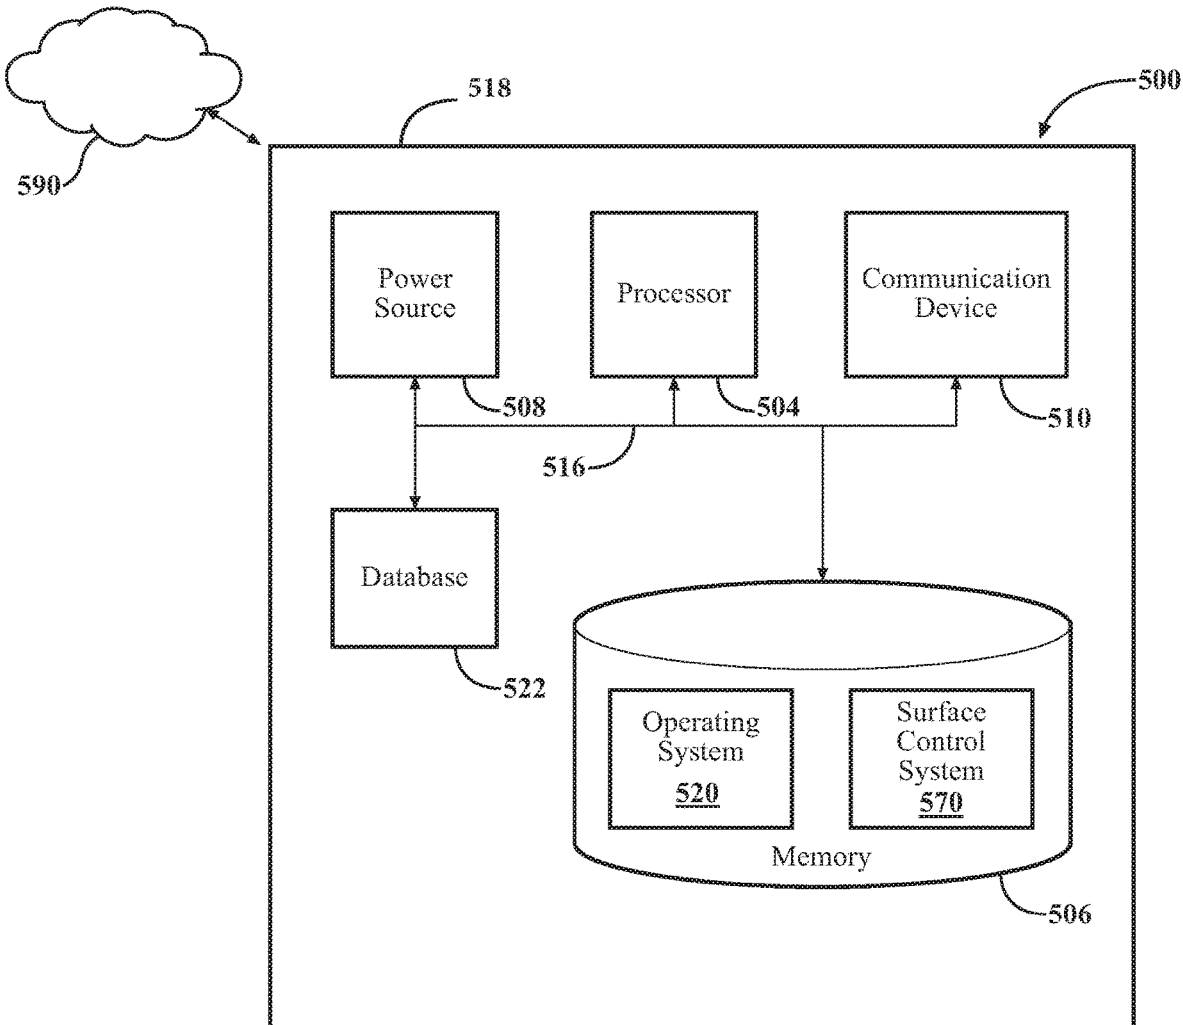 518
500
590
Power
Source
Processor
Communication
Device
508
504
510
516
Database
522
Operating
System
520
Surface
Control
System
570
Memory
506